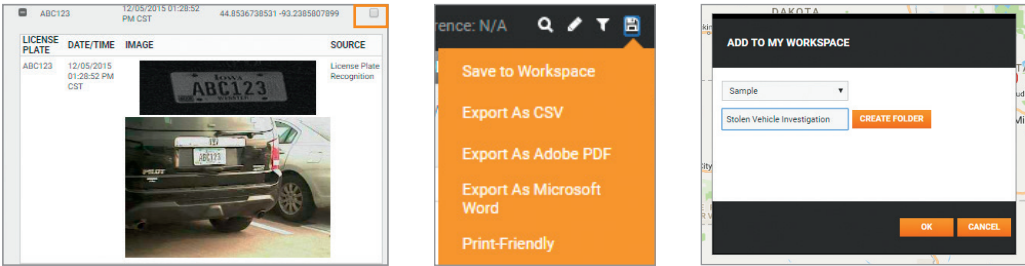 ABC123
12/05/2015 01:28:52
PM CST
44.8536738531 -93.2385807899
LICENSE
PLATE
DATE/TIME
IMAGE
SOURCE
ABC123
12/05/2015
01:28:52 PM
CST
License Plate
Recognition
IOWA
ABC123
ABC123
PILOT
rence: N/A
Save to Workspace
Export As CSV
Export As Adobe PDF
Export As Microsoft
Word
Print-Friendly
DAKOTA
ADD TO MY WORKSPACE
Sample
Stolen Vehicle Investigation
CREATE FOLDER
OK
CANCEL